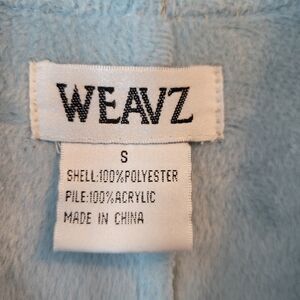 WEAVZ
S
SHELL:100%POLYESTER
PILE:100%ACRYLIC
MADE IN CHINA